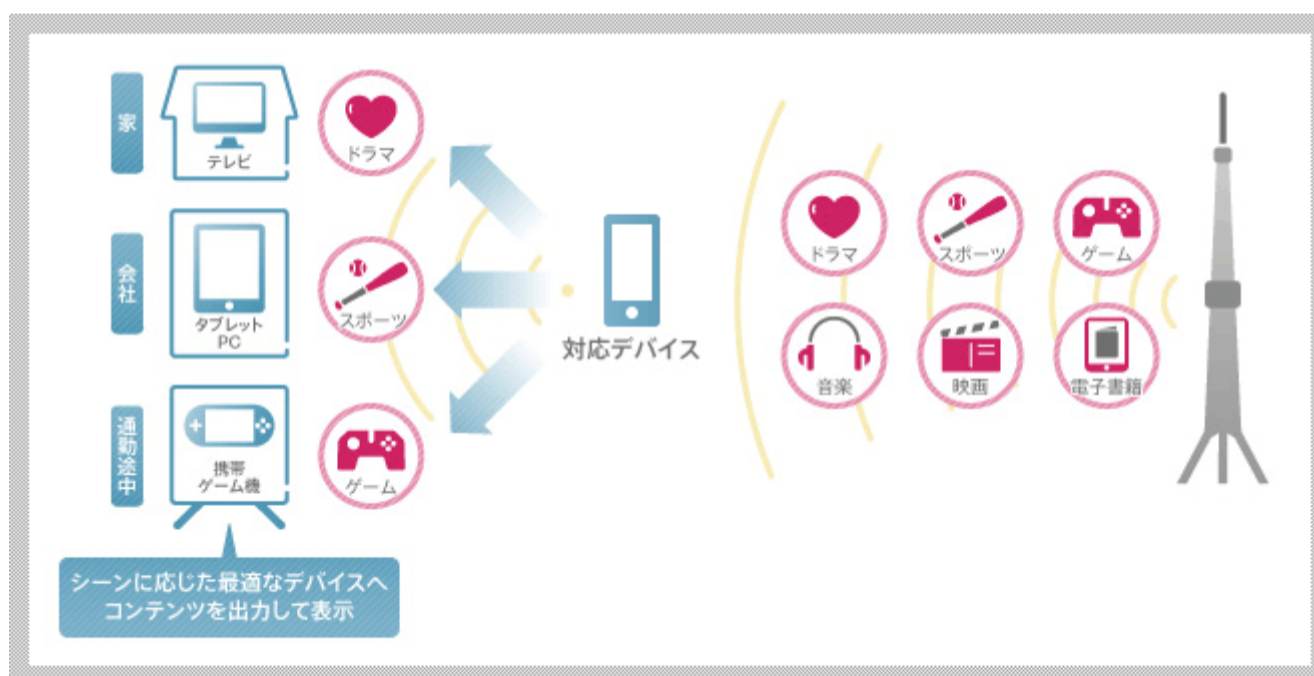 家
テレビ
ドラマ
会社
タブレット
PC
スポーツ
通勤途中
携帯
ゲーム機
ゲーム
シーンに応じた最適なデバイスへ
コンテンツを出力して表示
対応デバイス
ドラマ
スポーツ
ゲーム
音楽
映画
電子書籍